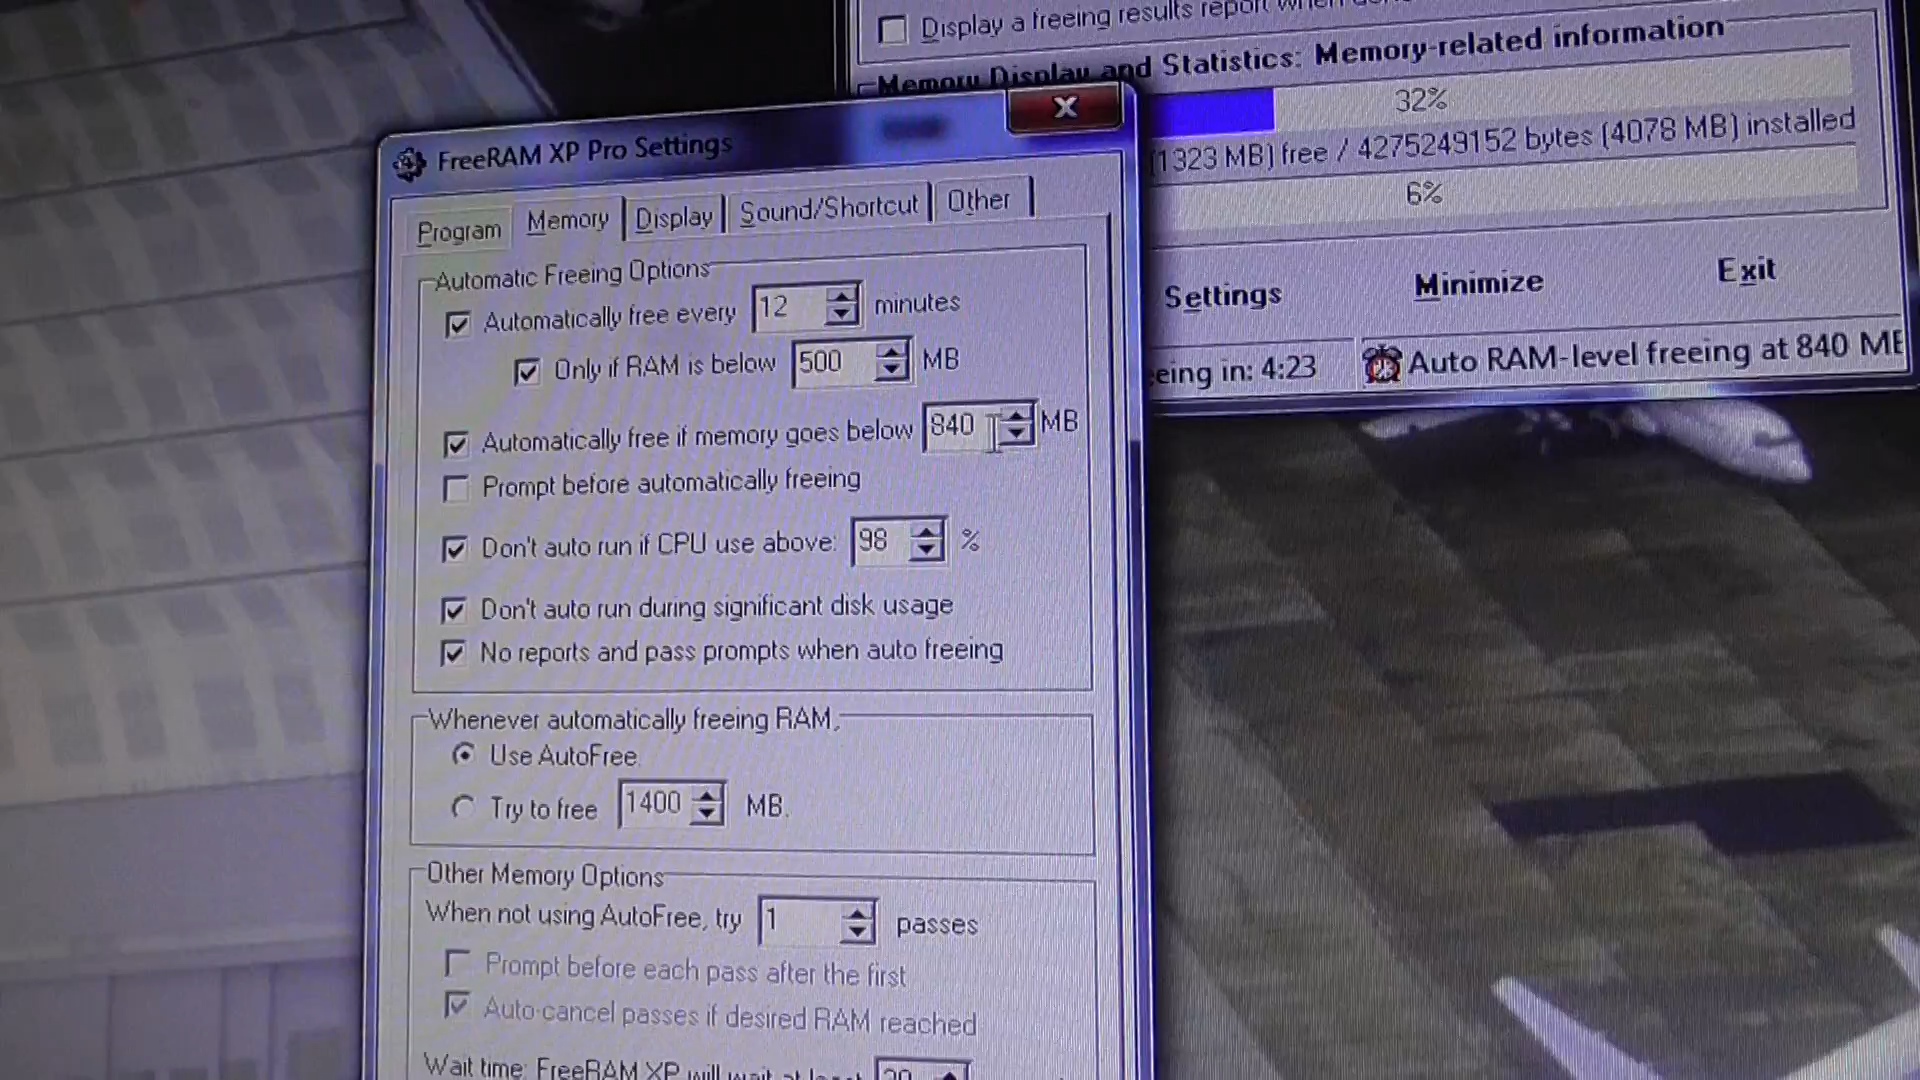 Display a freeing results report when
Memory Display and Statistics: Memory-related information
32%
(1323 MB) free / 4275249152 bytes (4078 MB) installed
6%
Settings
Minimize
Exit
eeing in: 4:23
Auto RAM-level freeing at 840 MB
FreeRAM XP Pro Settings
Program
Memory
Display
Sound/Shortcut
Other
Automatic Freeing Options
Automatically free every 12 minutes
Only if RAM is below 500 MB
Automatically free if memory goes below 840 MB
Prompt before automatically freeing
Don't auto run if CPU use above: 98 %
Don't auto run during significant disk usage
No reports and pass prompts when auto freeing
Whenever automatically freeing RAM,
Use AutoFree.
Try to free 1400 MB.
Other Memory Options
When not using AutoFree, try 1 passes
Prompt before each pass after the first
Auto-cancel passes if desired RAM reached
Wait time: FreeRAM XP will wait at least